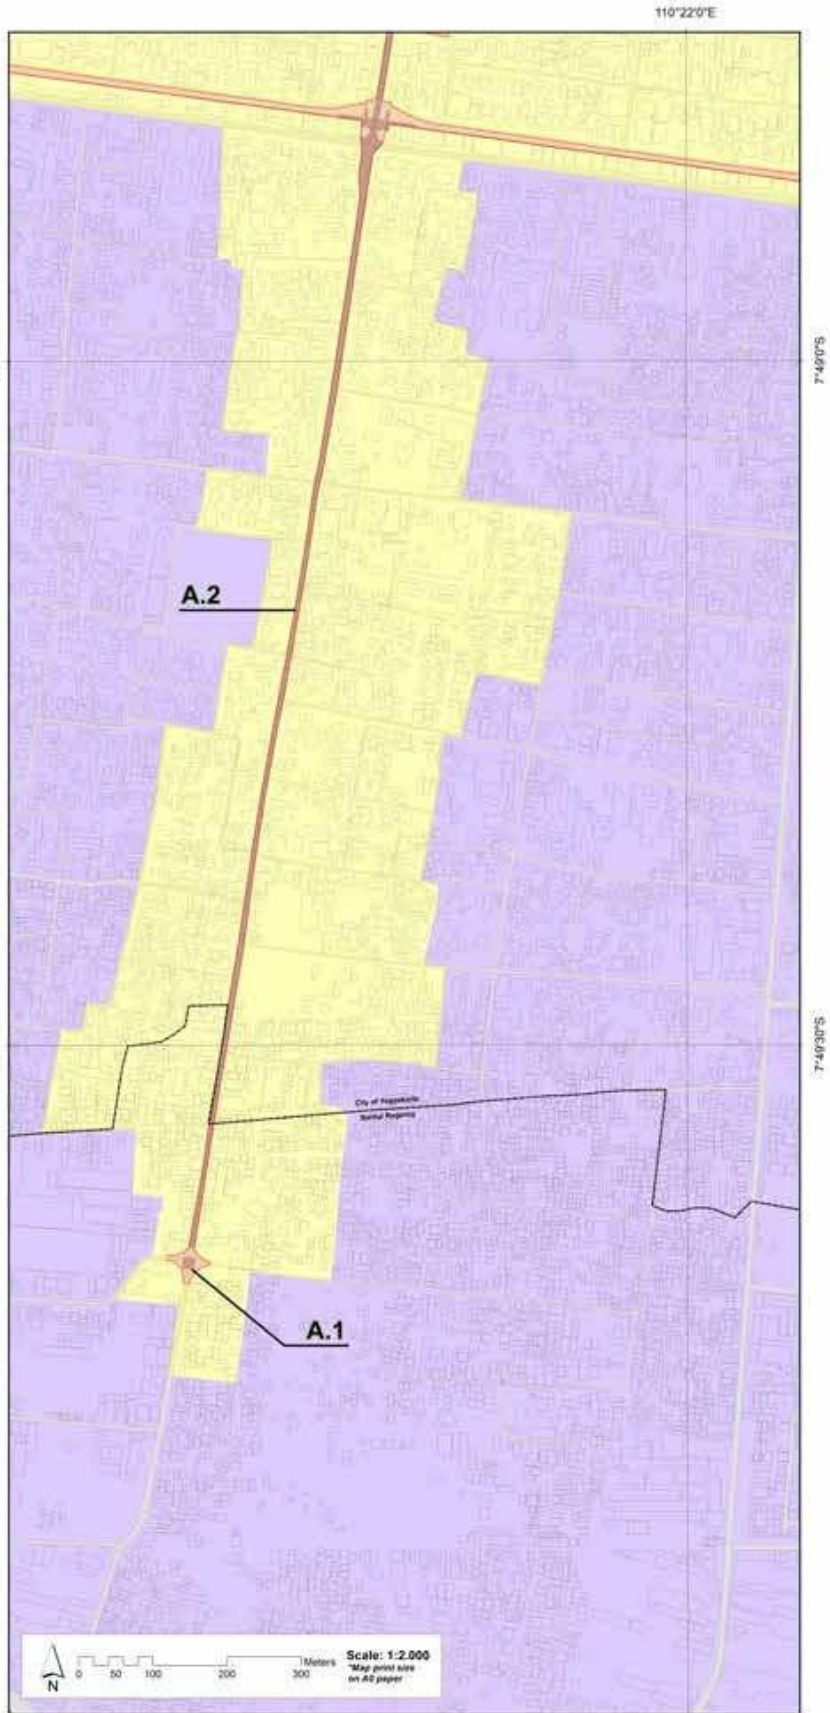 110°22'0"E
7°49'0"S
A.2
7°49'30"S
City of Yogyakarta
Bantul Regency
A.1
N
0 50 100 200 300 Meters
Scale: 1:2.000
*Map print size
on A0 paper